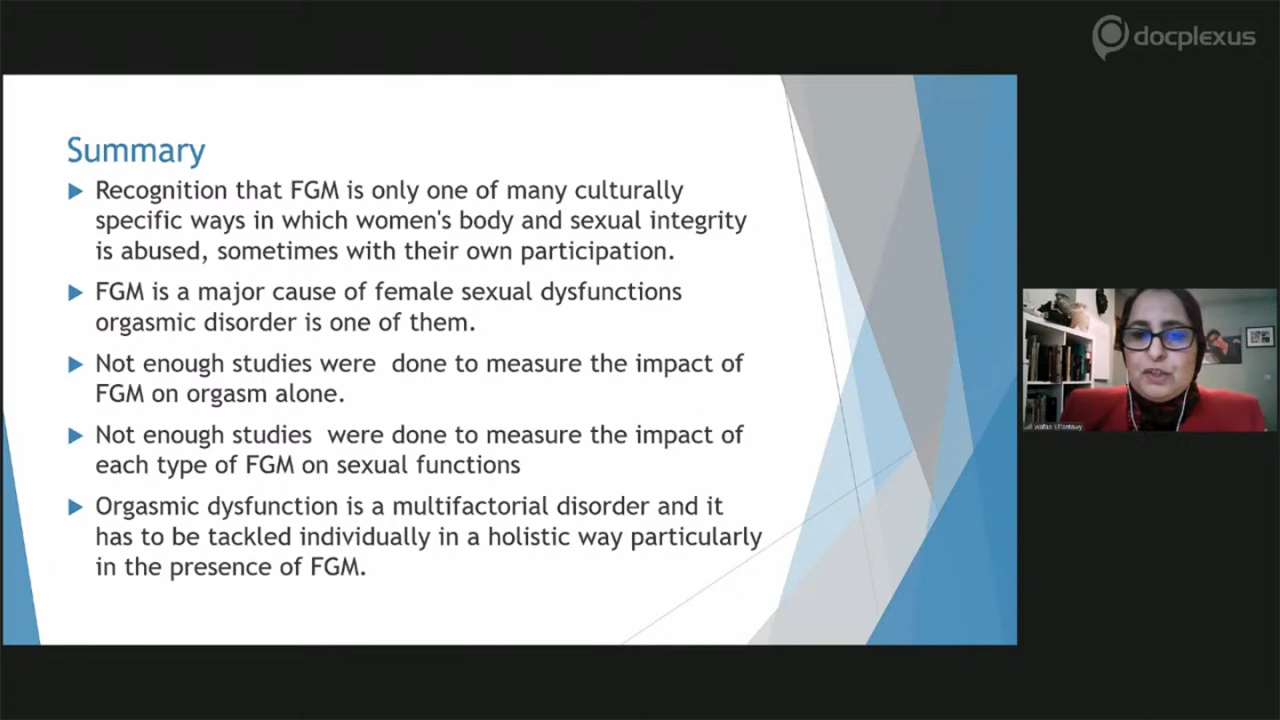 docplexus
Summary
Recognition that FGM is only one of many culturally
specific ways in which women's body and sexual integrity
is abused, sometimes with their own participation.
FGM is a major cause of female sexual dysfunctions
orgasmic disorder is one of them.
Not enough studies were done to measure the impact of
FGM on orgasm alone.
Not enough studies were done to measure the impact of
each type of FGM on sexual functions
Orgasmic dysfunction is a multifactorial disorder and it
has to be tackled individually in a holistic way particularly
in the presence of FGM.